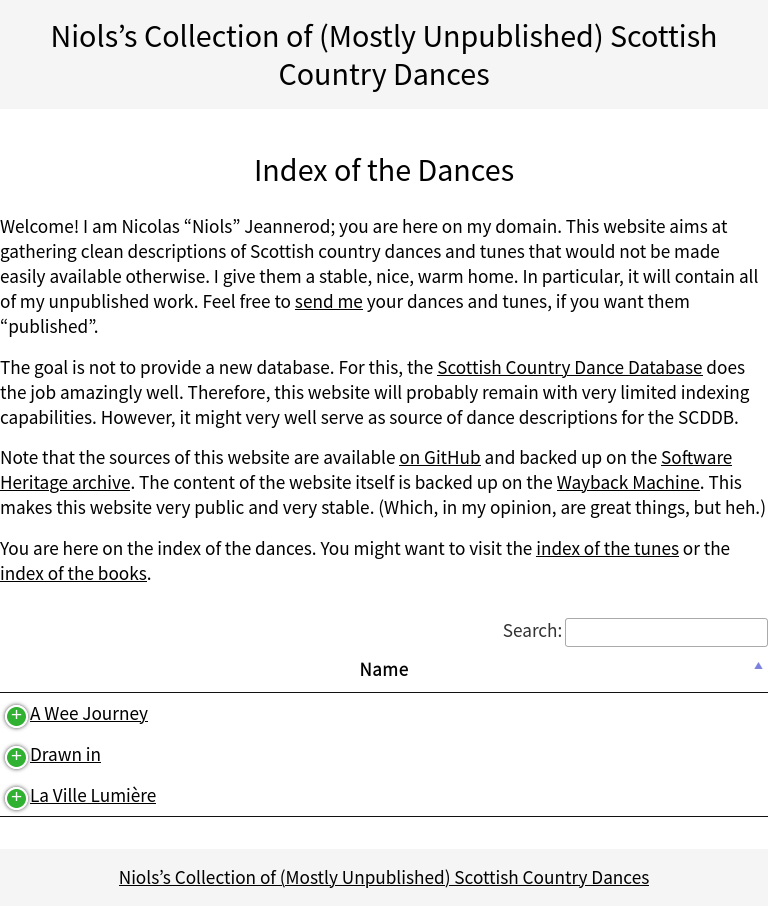 Niols’s Collection of (Mostly Unpublished) Scottish
Country Dances
Index of the Dances
Welcome! I am Nicolas “Niols” Jeannerod; you are here on my domain. This website aims at
gathering clean descriptions of Scottish country dances and tunes that would not be made
easily available otherwise. I give them a stable, nice, warm home. In particular, it will contain all
of my unpublished work. Feel free to send me your dances and tunes, if you want them
“published”.
The goal is not to provide a new database. For this, the Scottish Country Dance Database does
the job amazingly well. Therefore, this website will probably remain with very limited indexing
capabilities. However, it might very well serve as source of dance descriptions for the SCDDB.
Note that the sources of this website are available on GitHub and backed up on the Software
Heritage archive. The content of the website itself is backed up on the Wayback Machine. This
makes this website very public and very stable. (Which, in my opinion, are great things, but heh.)
You are here on the index of the dances. You might want to visit the index of the tunes or the
index of the books.
Search:
Name
A Wee Journey
Drawn in
La Ville Lumière
Niols’s Collection of (Mostly Unpublished) Scottish Country Dances